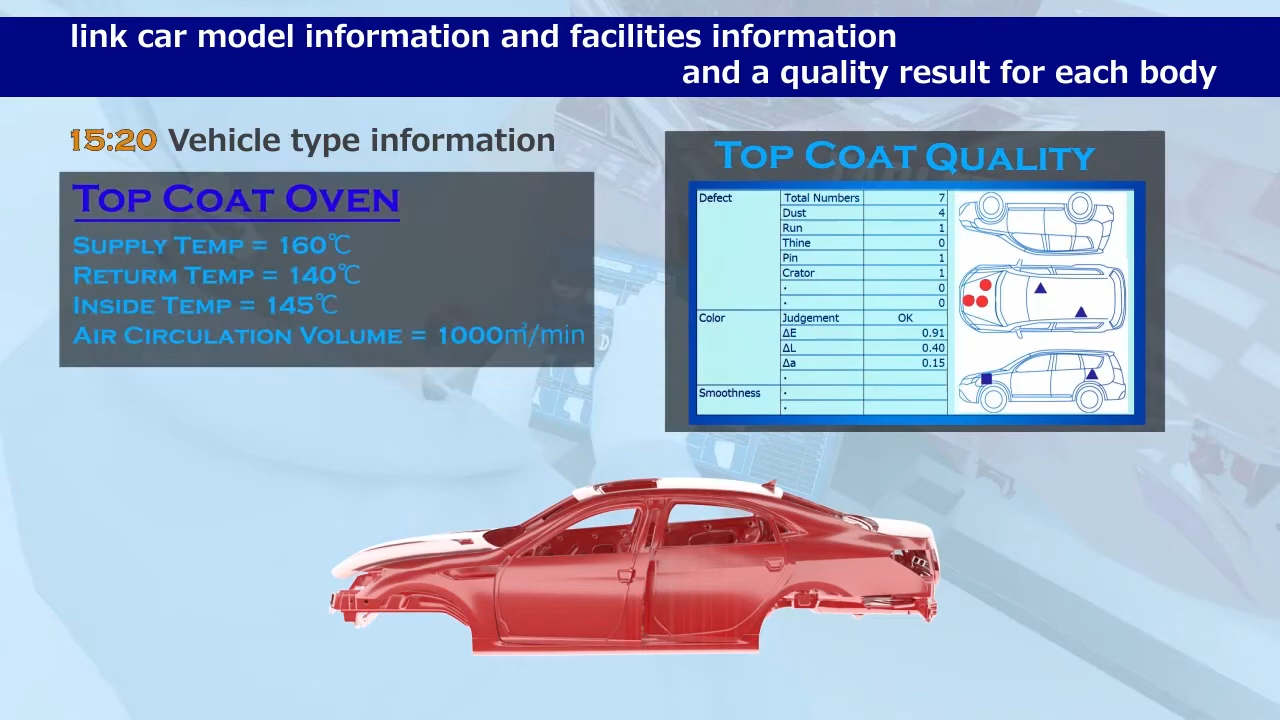 link car model information and facilities information
and a quality result for each body
15:20 Vehicle type information
TOP COAT OVEN
SUPPLY TEMP = 160℃
RETURM TEMP = 140℃
INSIDE TEMP = 145℃
AIR CIRCULATION VOLUME = 1000㎥/min
TOP COAT QUALITY
Defect Total Numbers 7
Dust 4
Run 1
Thine 0
Pin 1
Crator 1
・ 0
・ 0
Color Judgement OK
ΔE 0.91
ΔL 0.40
Δa 0.15
・
Smoothness ・
・